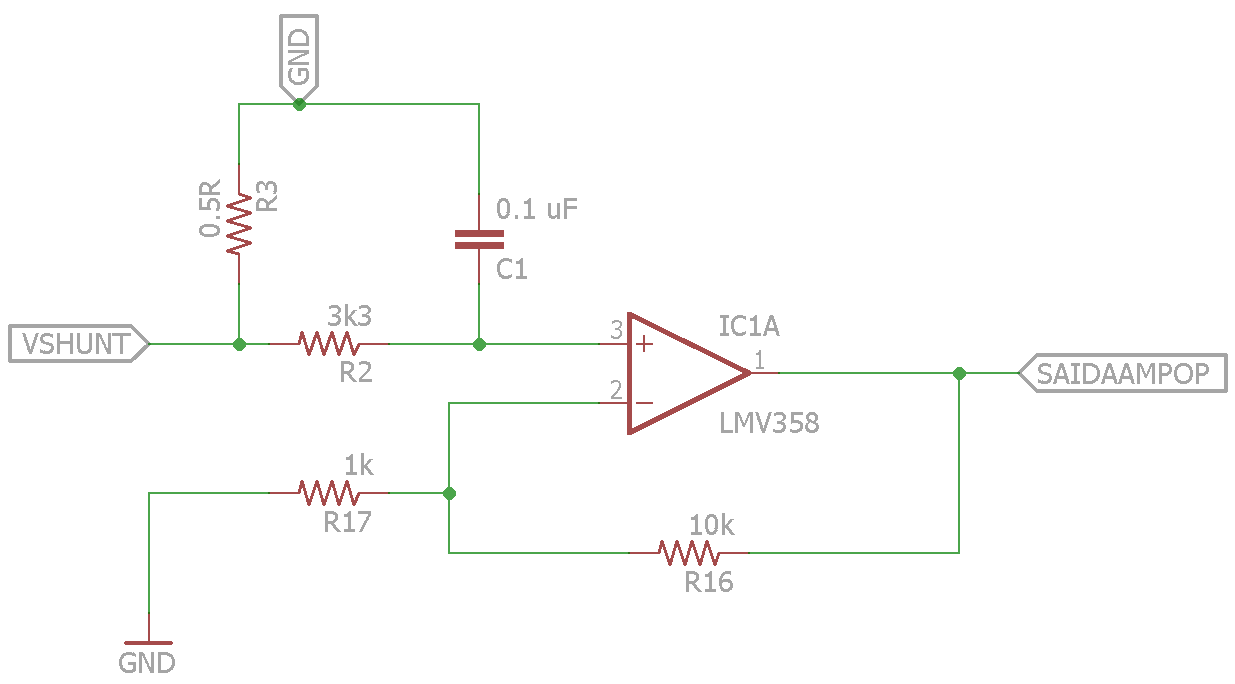 GND
0.5R
R3
0.1 uF
C1
VSHUNT
3k3
R2
3
+
2
−
IC1A
1
LMV358
SAIDAAMPOP
1k
R17
10k
R16
GND